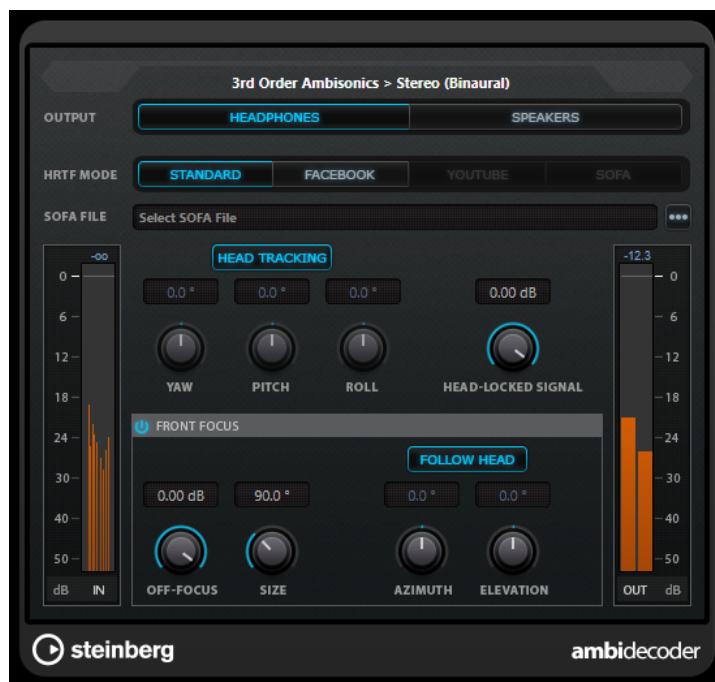 3rd Order Ambisonics > Stereo (Binaural)
OUTPUT HEADPHONES SPEAKERS
HRTF MODE STANDARD FACEBOOK YOUTUBE SOFA
SOFA FILE Select SOFA File •••
-∞ HEAD TRACKING -12.3
0 0.0 ° 0.0 ° 0.0 ° 0.00 dB 0
6 6
12 12
YAW PITCH ROLL HEAD-LOCKED SIGNAL
18 18
24 FRONT FOCUS 24
FOLLOW HEAD
30 30
0.00 dB 90.0 ° 0.0 ° 0.0 °
40 40
50 50
dB IN OFF-FOCUS SIZE AZIMUTH ELEVATION OUT dB
steinberg ambidecoder